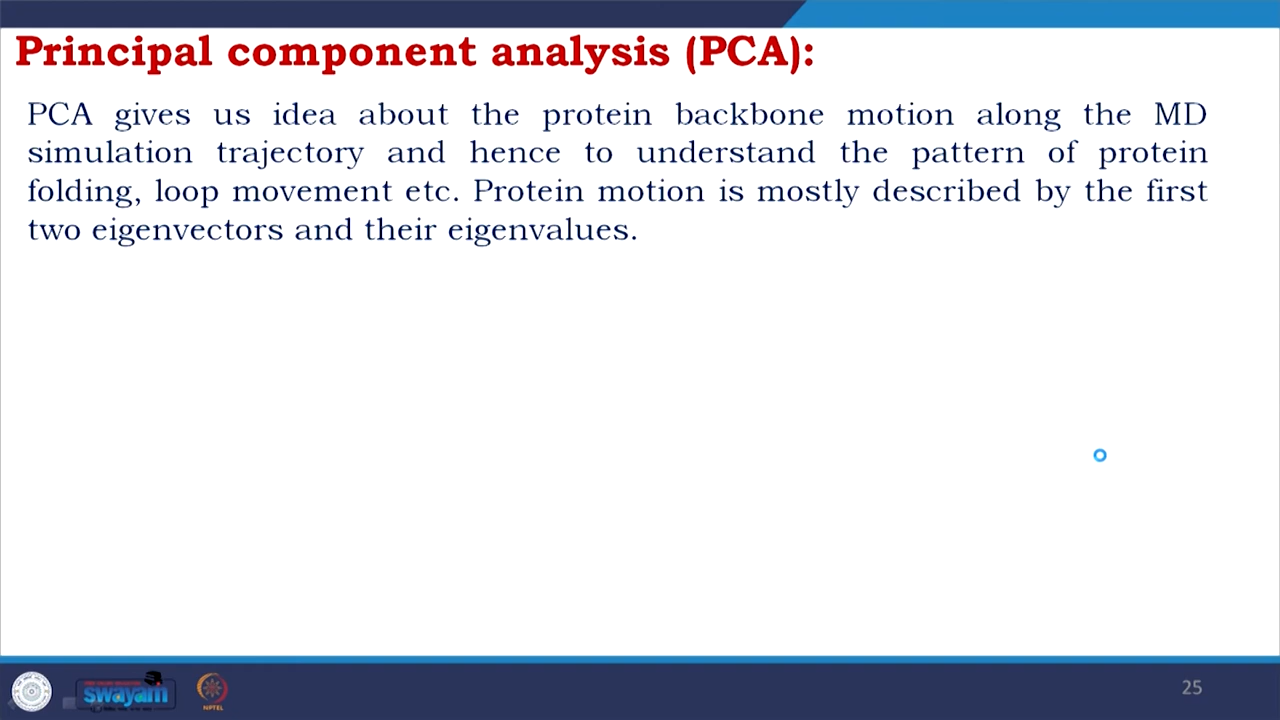 Principal component analysis (PCA):
PCA gives us idea about the protein backbone motion along the MD
simulation trajectory and hence to understand the pattern of protein
folding, loop movement etc. Protein motion is mostly described by the first
two eigenvectors and their eigenvalues.
swayam
NPTEL
25